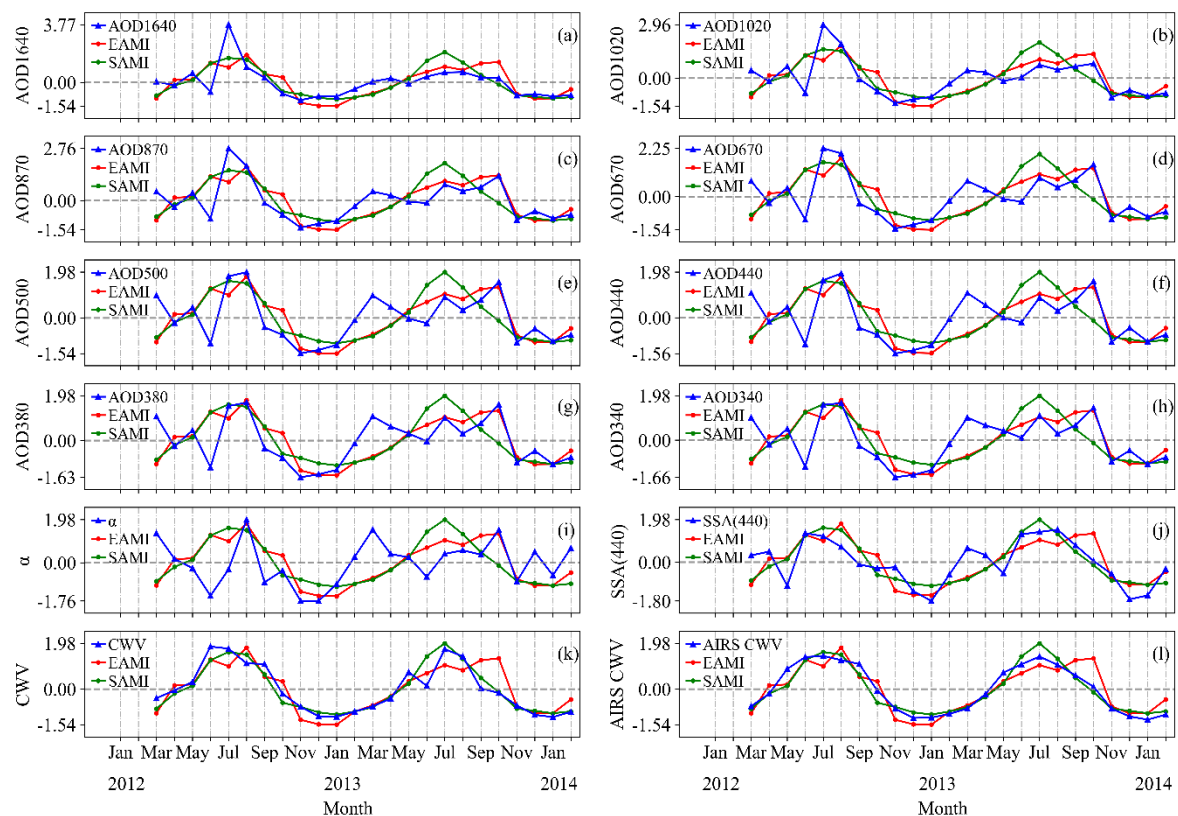 AOD1640
3.77
0.00
-1.54
AOD1640
EAMI
SAMI
(a)
AOD1020
2.96
0.00
-1.54
AOD1020
EAMI
SAMI
(b)
AOD870
2.76
0.00
-1.54
AOD870
EAMI
SAMI
(c)
AOD670
2.25
0.00
-1.54
AOD670
EAMI
SAMI
(d)
AOD500
1.98
0.00
-1.54
AOD500
EAMI
SAMI
(e)
AOD440
1.98
0.00
-1.56
AOD440
EAMI
SAMI
(f)
AOD380
1.98
0.00
-1.63
AOD380
EAMI
SAMI
(g)
AOD340
1.98
0.00
-1.66
AOD340
EAMI
SAMI
(h)
α
1.98
0.00
-1.76
α
EAMI
SAMI
(i)
SSA(440)
1.98
0.00
-1.80
SSA(440)
EAMI
SAMI
(j)
CWV
1.98
0.00
-1.54
CWV
EAMI
SAMI
(k)
AIRS CWV
1.98
0.00
-1.54
AIRS CWV
EAMI
SAMI
(l)
Jan Mar May Jul Sep Nov Jan Mar May Jul Sep Nov Jan
2012 2013 2014
Month
Jan Mar May Jul Sep Nov Jan Mar May Jul Sep Nov Jan
2012 2013 2014
Month